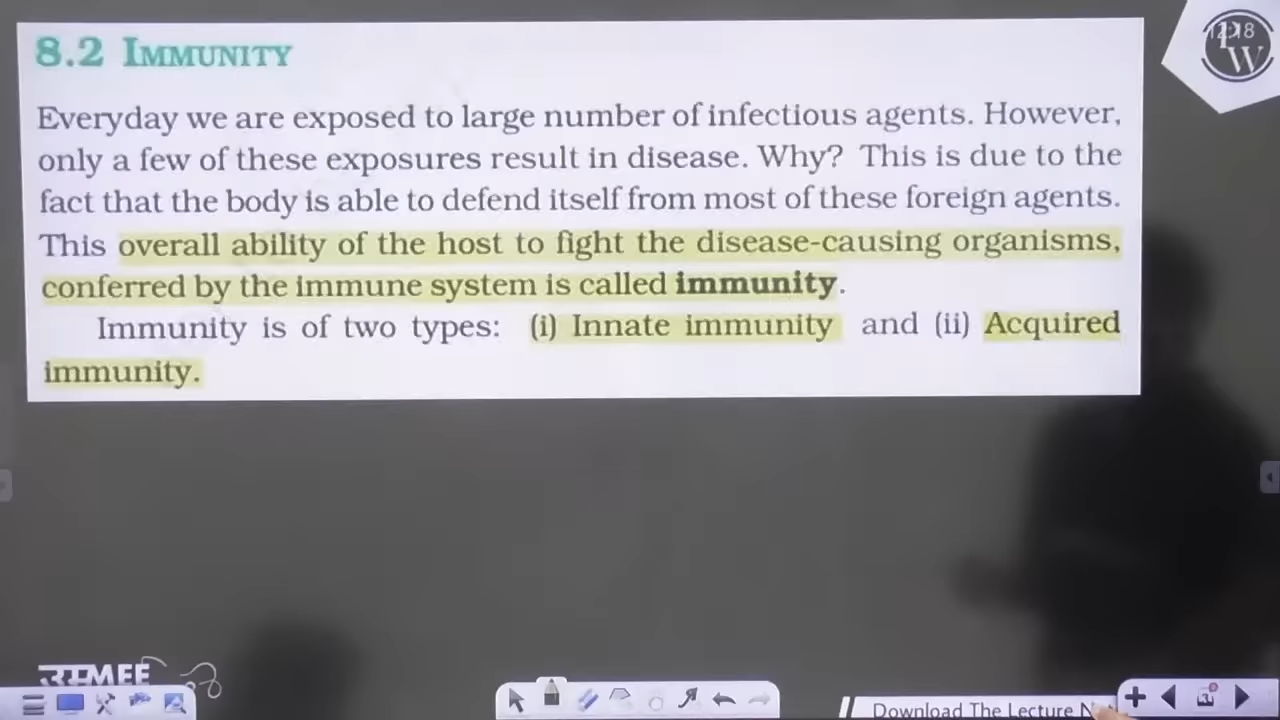 8.2 IMMUNITY
12:18
PW
Everyday we are exposed to large number of infectious agents. However,
only a few of these exposures result in disease. Why? This is due to the
fact that the body is able to defend itself from most of these foreign agents.
This overall ability of the host to fight the disease-causing organisms,
conferred by the immune system is called immunity.
Immunity is of two types: (i) Innate immunity and (ii) Acquired
immunity.
Download The Lecture